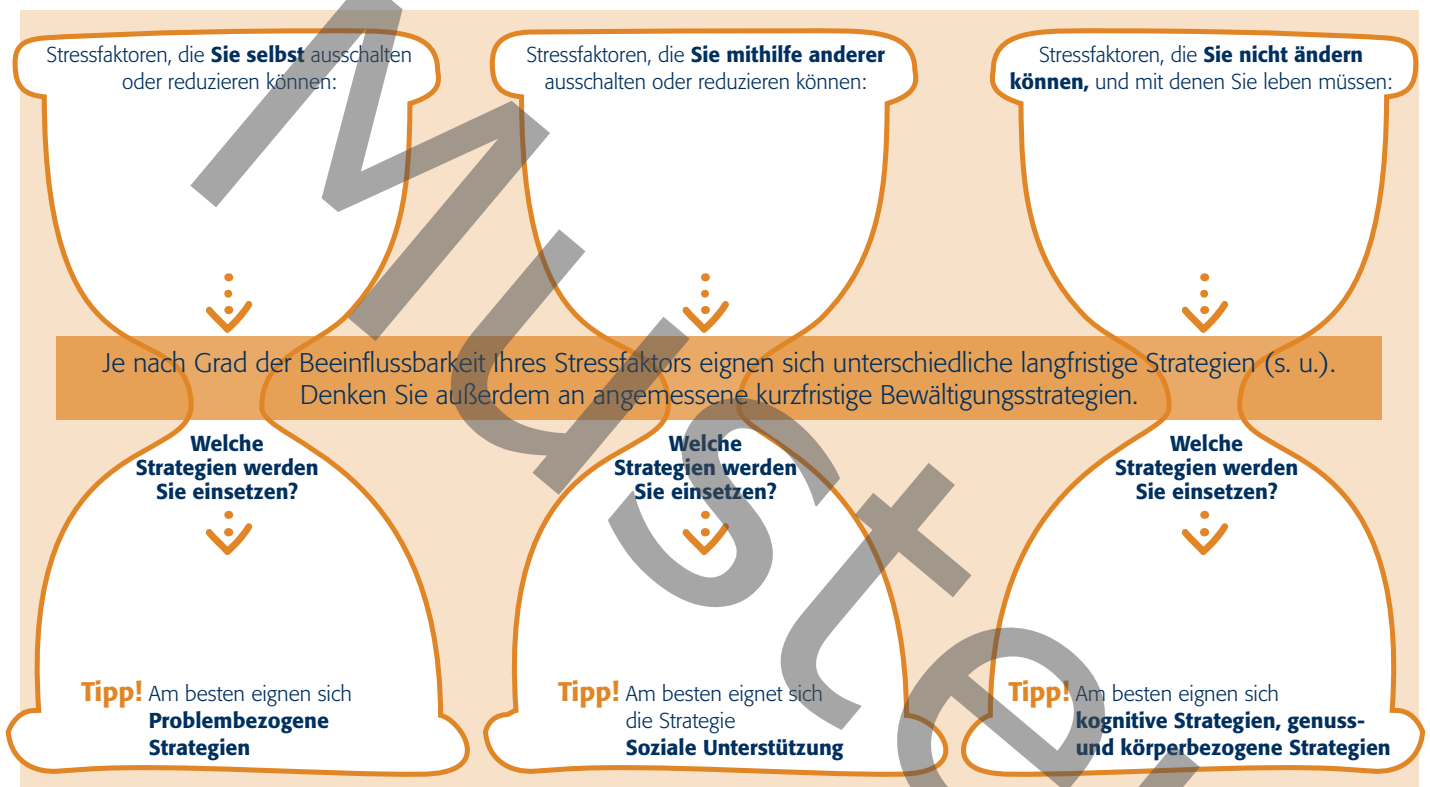 Stressfaktoren, die Sie selbst ausschalten
oder reduzieren können:
Stressfaktoren, die Sie mithilfe anderer
ausschalten oder reduzieren können:
Stressfaktoren, die Sie nicht ändern
können, und mit denen Sie leben müssen:
Je nach Grad der Beeinflussbarkeit Ihres Stressfaktors eignen sich unterschiedliche langfristige Strategien (s. u.).
Denken Sie außerdem an angemessene kurzfristige Bewältigungsstrategien.
Welche
Strategien werden
Sie einsetzen?
Welche
Strategien werden
Sie einsetzen?
Welche
Strategien werden
Sie einsetzen?
Tipp! Am besten eignen sich
Problembezogene
Strategien
Tipp! Am besten eignet sich
die Strategie
Soziale Unterstützung
Tipp! Am besten eignen sich
kognitive Strategien, genuss-
und körperbezogene Strategien
Muste